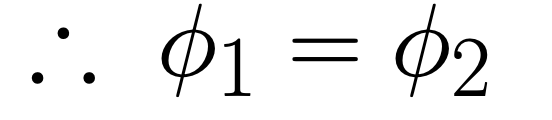 ∴ ϕ₁ = ϕ₂